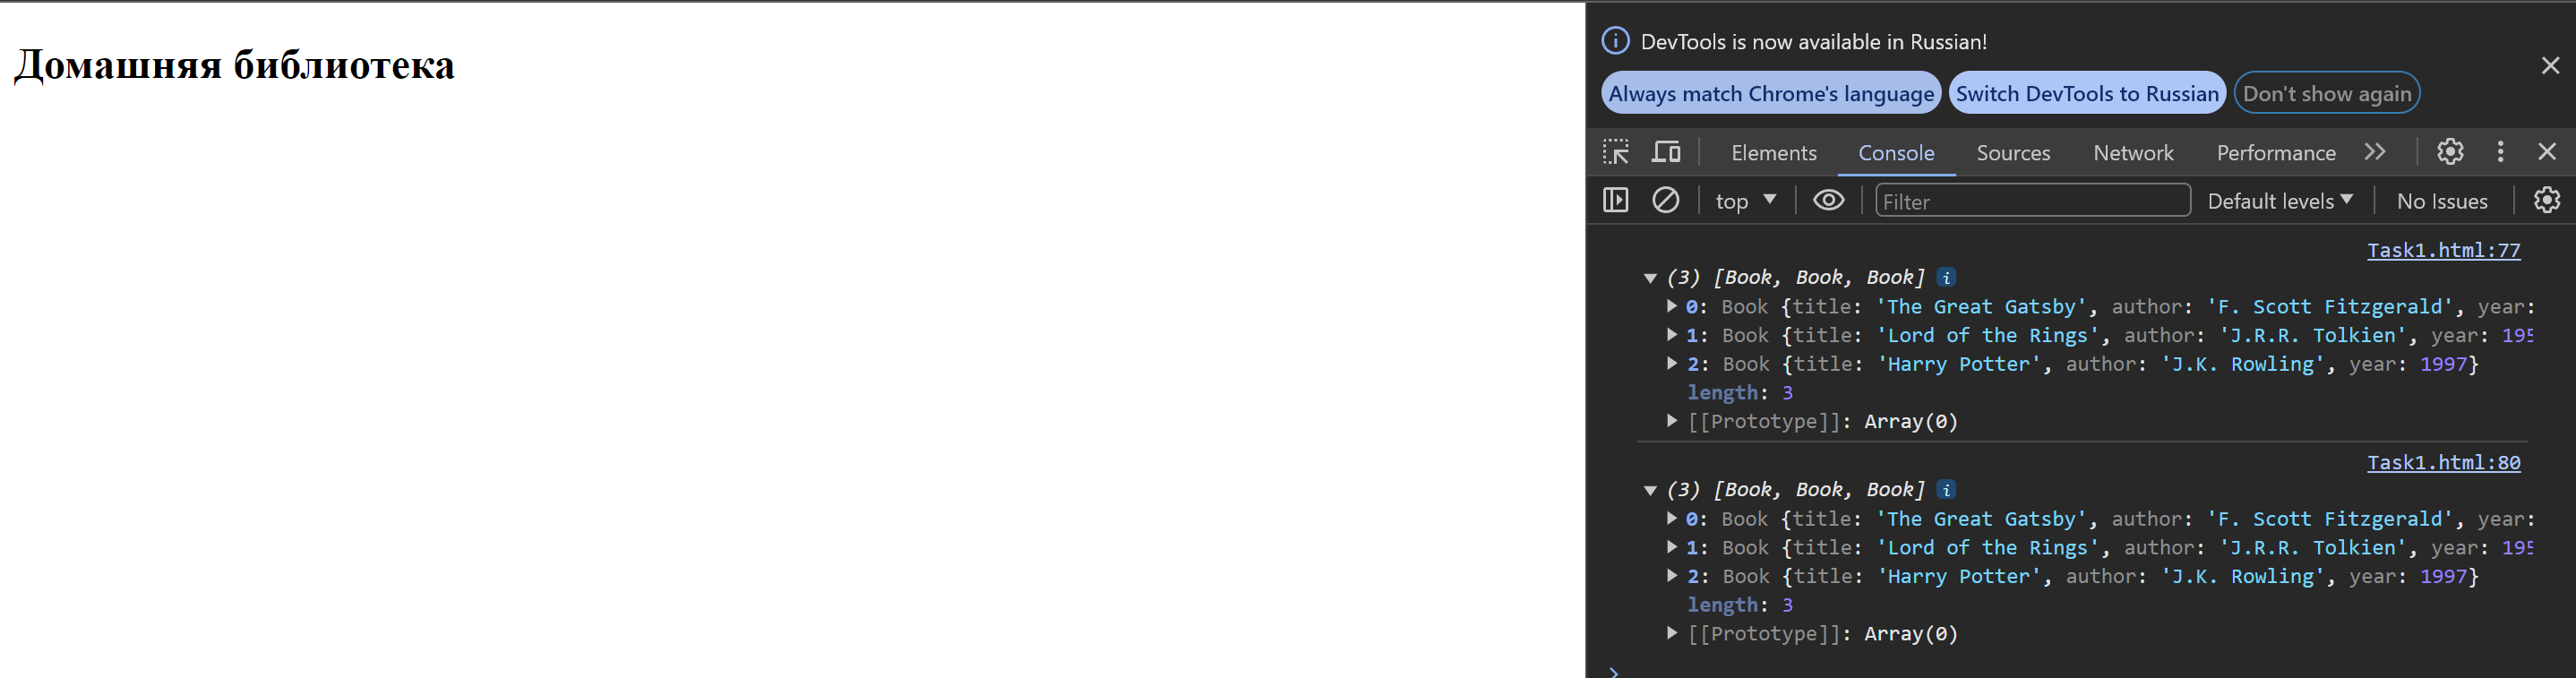 Домашняя библиотека
DevTools is now available in Russian!
Always match Chrome's language Switch DevTools to Russian Don't show again
Elements Console Sources Network Performance
top Filter Default levels No Issues
Task1.html:77
(3) [Book, Book, Book] i
0: Book {title: 'The Great Gatsby', author: 'F. Scott Fitzgerald', year:
1: Book {title: 'Lord of the Rings', author: 'J.R.R. Tolkien', year: 195
2: Book {title: 'Harry Potter', author: 'J.K. Rowling', year: 1997}
length: 3
[[Prototype]]: Array(0)
Task1.html:80
(3) [Book, Book, Book] i
0: Book {title: 'The Great Gatsby', author: 'F. Scott Fitzgerald', year:
1: Book {title: 'Lord of the Rings', author: 'J.R.R. Tolkien', year: 195
2: Book {title: 'Harry Potter', author: 'J.K. Rowling', year: 1997}
length: 3
[[Prototype]]: Array(0)